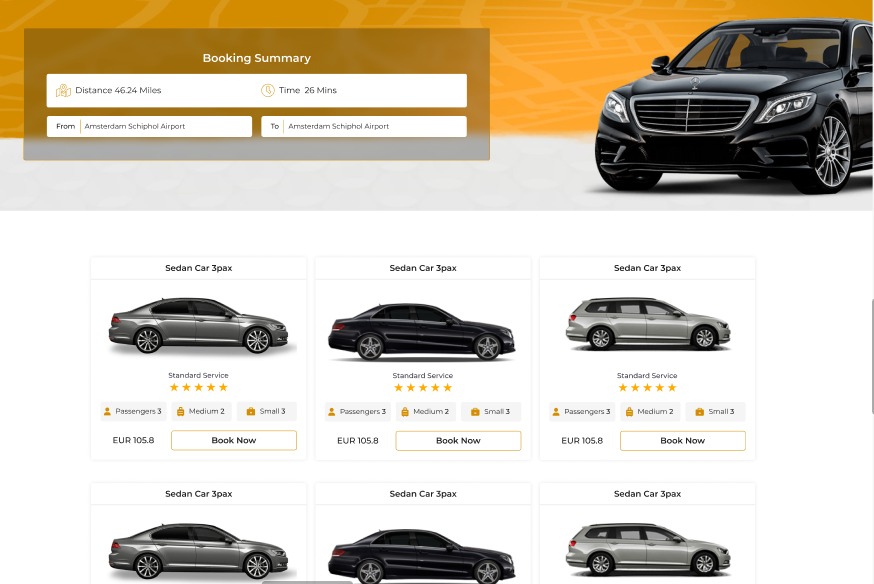 Booking Summary
Distance 46.24 Miles
Time 26 Mins
From Amsterdam Schiphol Airport
To Amsterdam Schiphol Airport
Sedan Car 3pax
Standard Service
Passengers 3
Medium 2
Small 3
EUR 105.8
Book Now
Sedan Car 3pax
Standard Service
Passengers 3
Medium 2
Small 3
EUR 105.8
Book Now
Sedan Car 3pax
Standard Service
Passengers 3
Medium 2
Small 3
EUR 105.8
Book Now
Sedan Car 3pax
Sedan Car 3pax
Sedan Car 3pax